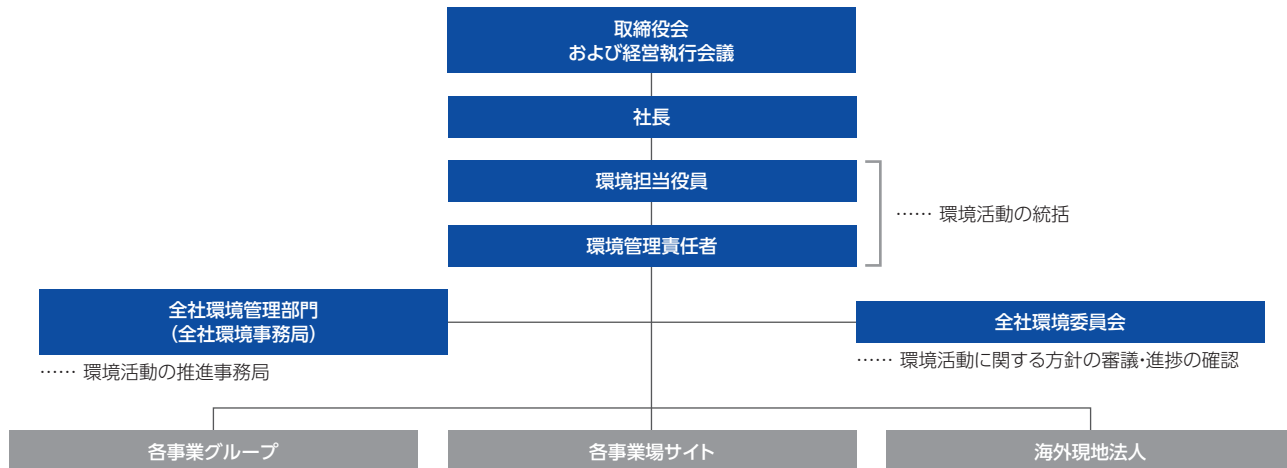 取締役会
および経営執行会議
社長
環境担当役員
…… 環境活動の統括
環境管理責任者
全社環境管理部門
(全社環境事務局)
…… 環境活動の推進事務局
全社環境委員会
…… 環境活動に関する方針の審議・進捗の確認
各事業グループ
各事業場サイト
海外現地法人